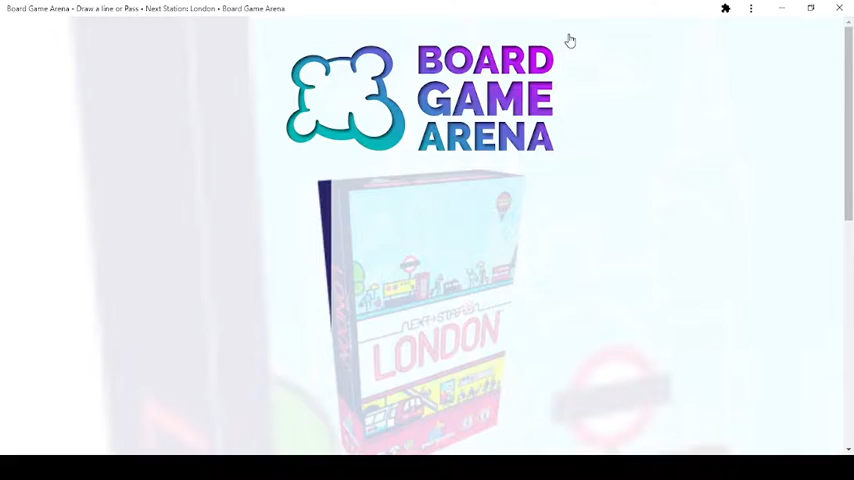 Board Game Arena • Draw a line or Pass • Next Station: London • Board Game Arena
BOARD
GAME
ARENA
NEXT STATION
LONDON
LONDON